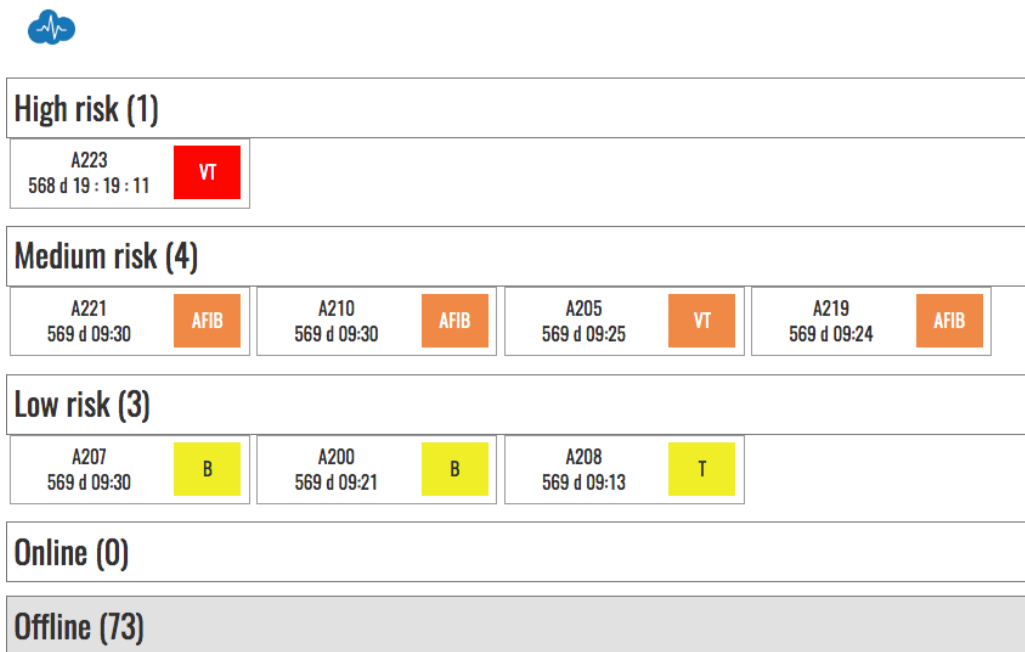 High risk (1)
A223
568 d 19 : 19 : 11
VT
Medium risk (4)
A221
569 d 09:30
AFIB
A210
569 d 09:30
AFIB
A205
569 d 09:25
VT
A219
569 d 09:24
AFIB
Low risk (3)
A207
569 d 09:30
B
A200
569 d 09:21
B
A208
569 d 09:13
T
Online (0)
Offline (73)